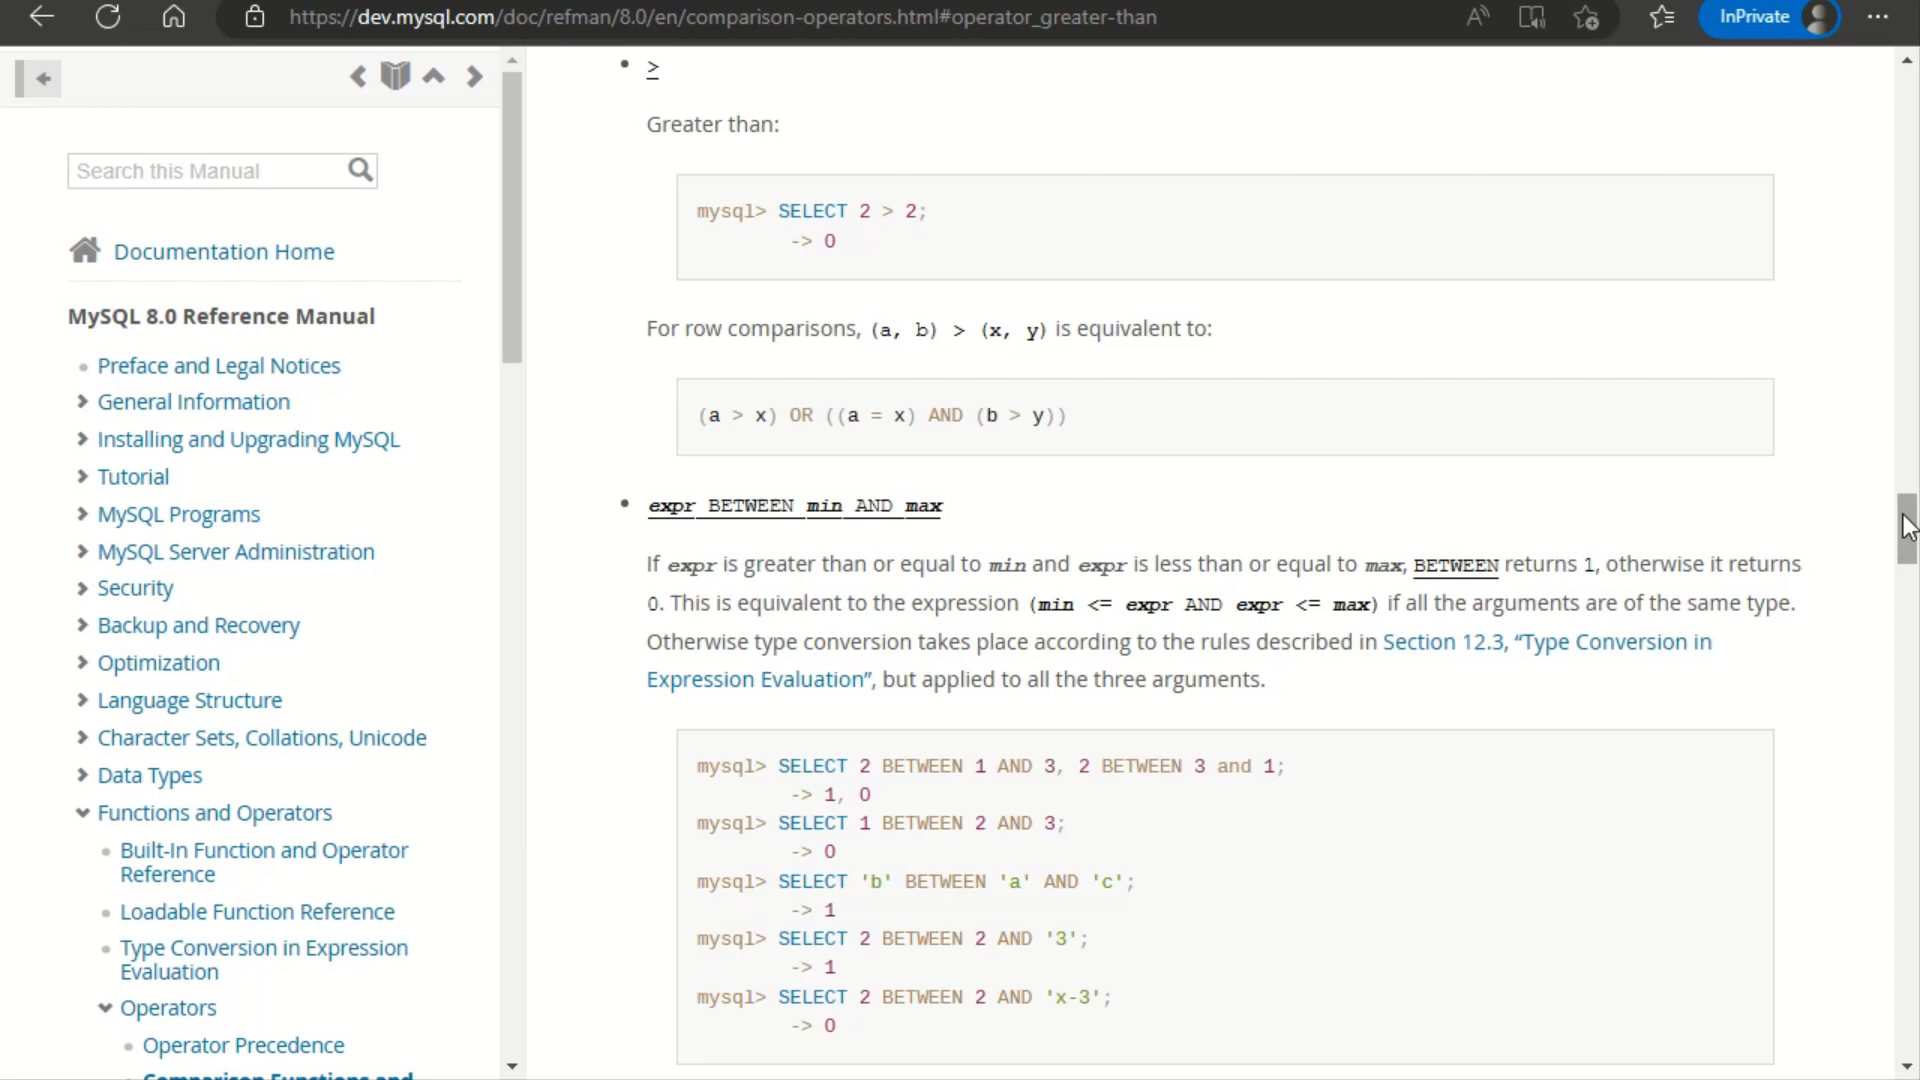 https://dev.mysql.com/doc/refman/8.0/en/comparison-operators.html#operator_greater-than
InPrivate
Search this Manual
Documentation Home
MySQL 8.0 Reference Manual
Preface and Legal Notices
General Information
Installing and Upgrading MySQL
Tutorial
MySQL Programs
MySQL Server Administration
Security
Backup and Recovery
Optimization
Language Structure
Character Sets, Collations, Unicode
Data Types
Functions and Operators
Built-In Function and Operator
Reference
Loadable Function Reference
Type Conversion in Expression
Evaluation
Operators
Operator Precedence
Comparison Functions and
>
Greater than:
mysql> SELECT 2 > 2;
-> 0
For row comparisons, (a, b) > (x, y) is equivalent to:
(a > x) OR ((a = x) AND (b > y))
expr BETWEEN min AND max
If expr is greater than or equal to min and expr is less than or equal to max, BETWEEN returns 1, otherwise it returns
0. This is equivalent to the expression (min <= expr AND expr <= max) if all the arguments are of the same type.
Otherwise type conversion takes place according to the rules described in Section 12.3, “Type Conversion in
Expression Evaluation”, but applied to all the three arguments.
mysql> SELECT 2 BETWEEN 1 AND 3, 2 BETWEEN 3 and 1;
-> 1, 0
mysql> SELECT 1 BETWEEN 2 AND 3;
-> 0
mysql> SELECT 'b' BETWEEN 'a' AND 'c';
-> 1
mysql> SELECT 2 BETWEEN 2 AND '3';
-> 1
mysql> SELECT 2 BETWEEN 2 AND 'x-3';
-> 0